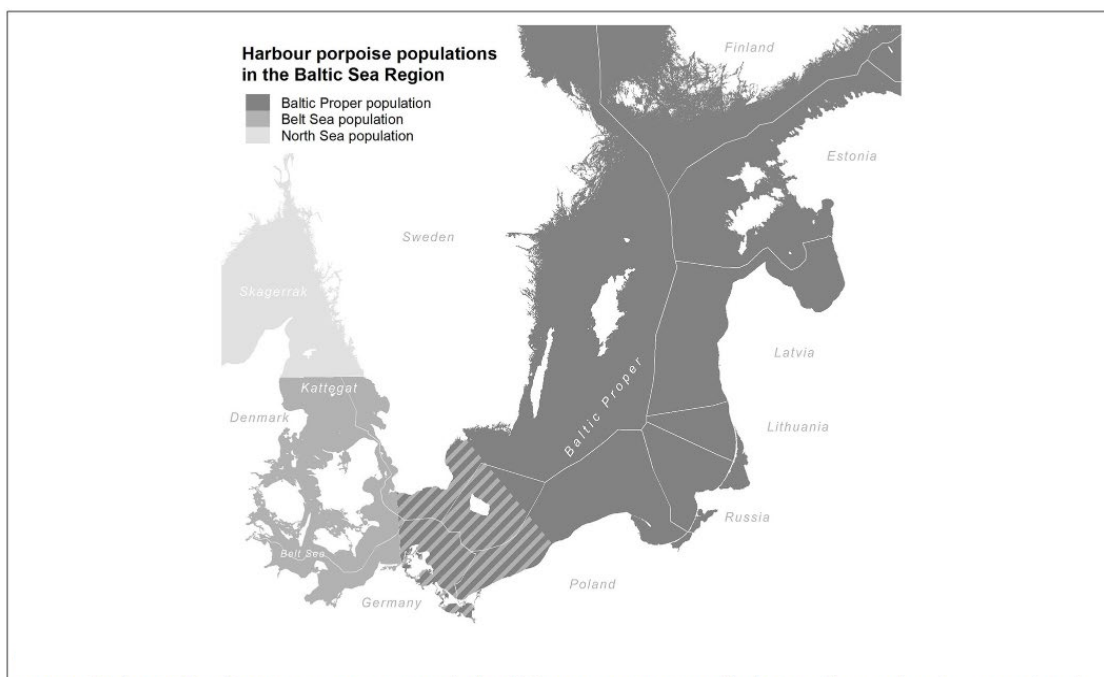 Harbour porpoise populations
in the Baltic Sea Region
Baltic Proper population
Belt Sea population
North Sea population
Finland
Estonia
Sweden
Skagerrak
Latvia
Kattegat
Baltic Proper
Denmark
Lithuania
Russia
Belt Sea
Poland
Germany